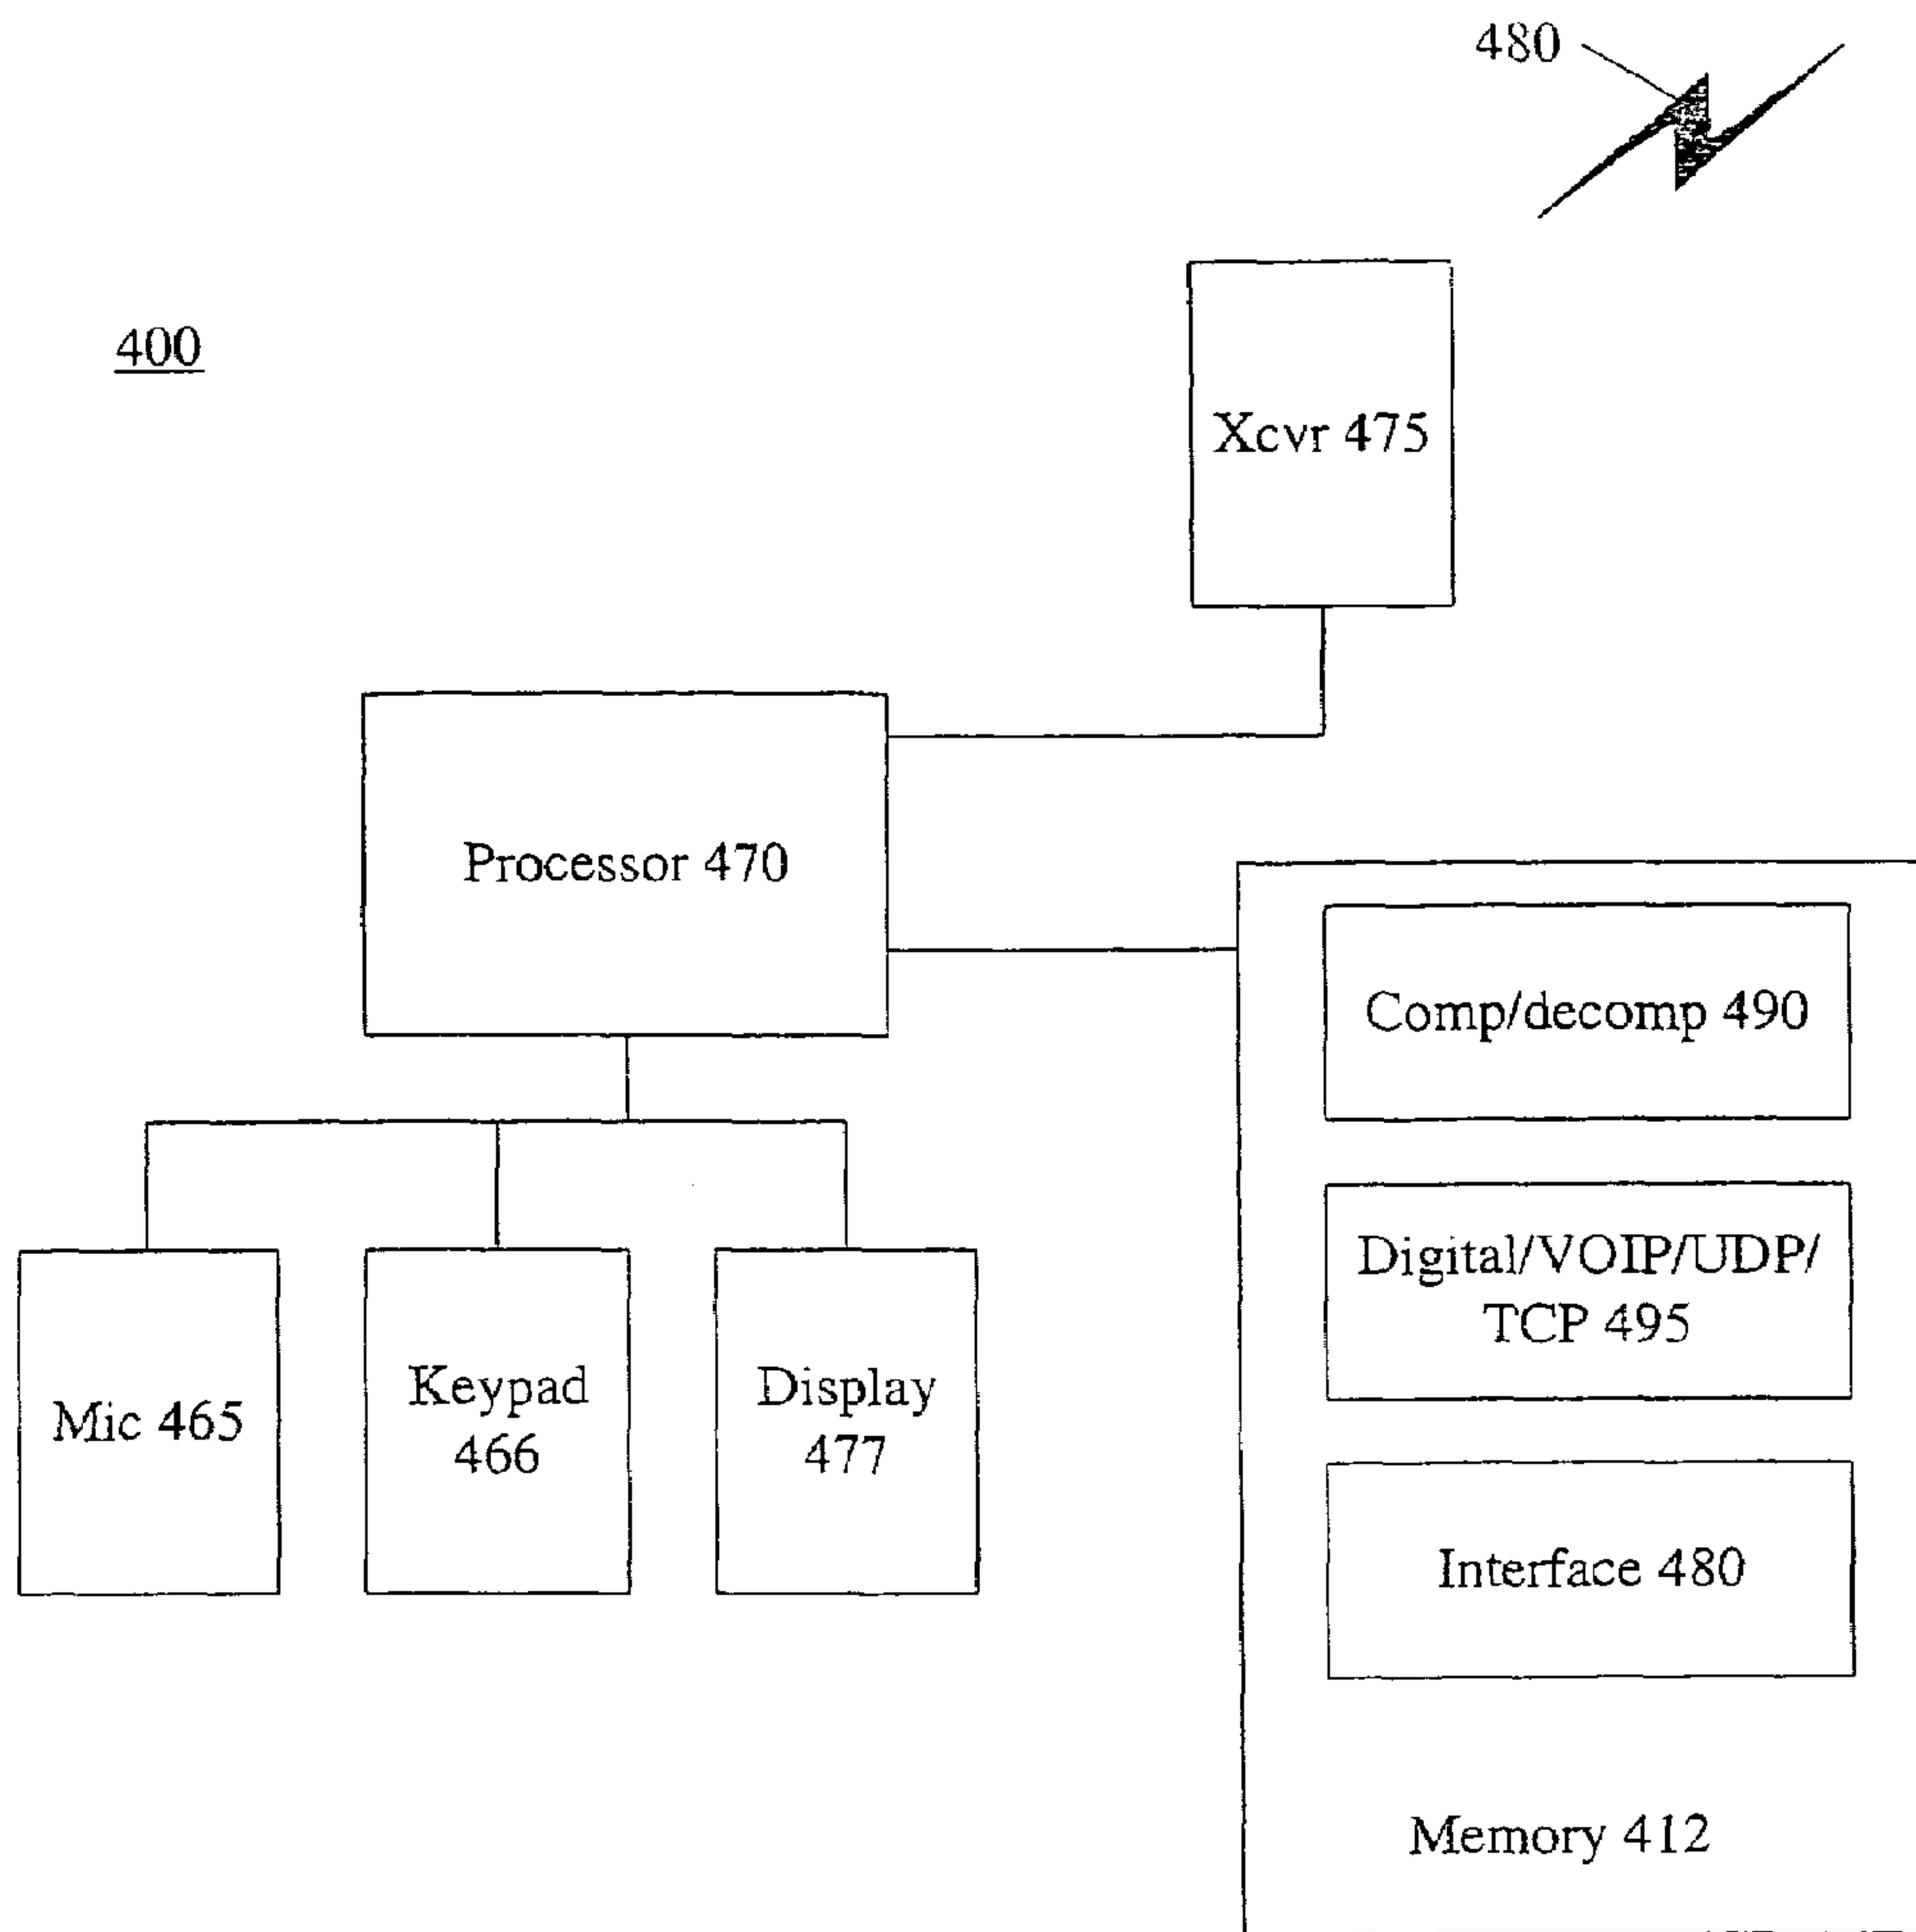 480
400
Xcvr 475
Processor 470
Comp/decomp 490
Digital/VOIP/UDP/
TCP 495
Mic 465
Keypad
466
Display
477
Interface 480
Memory 412